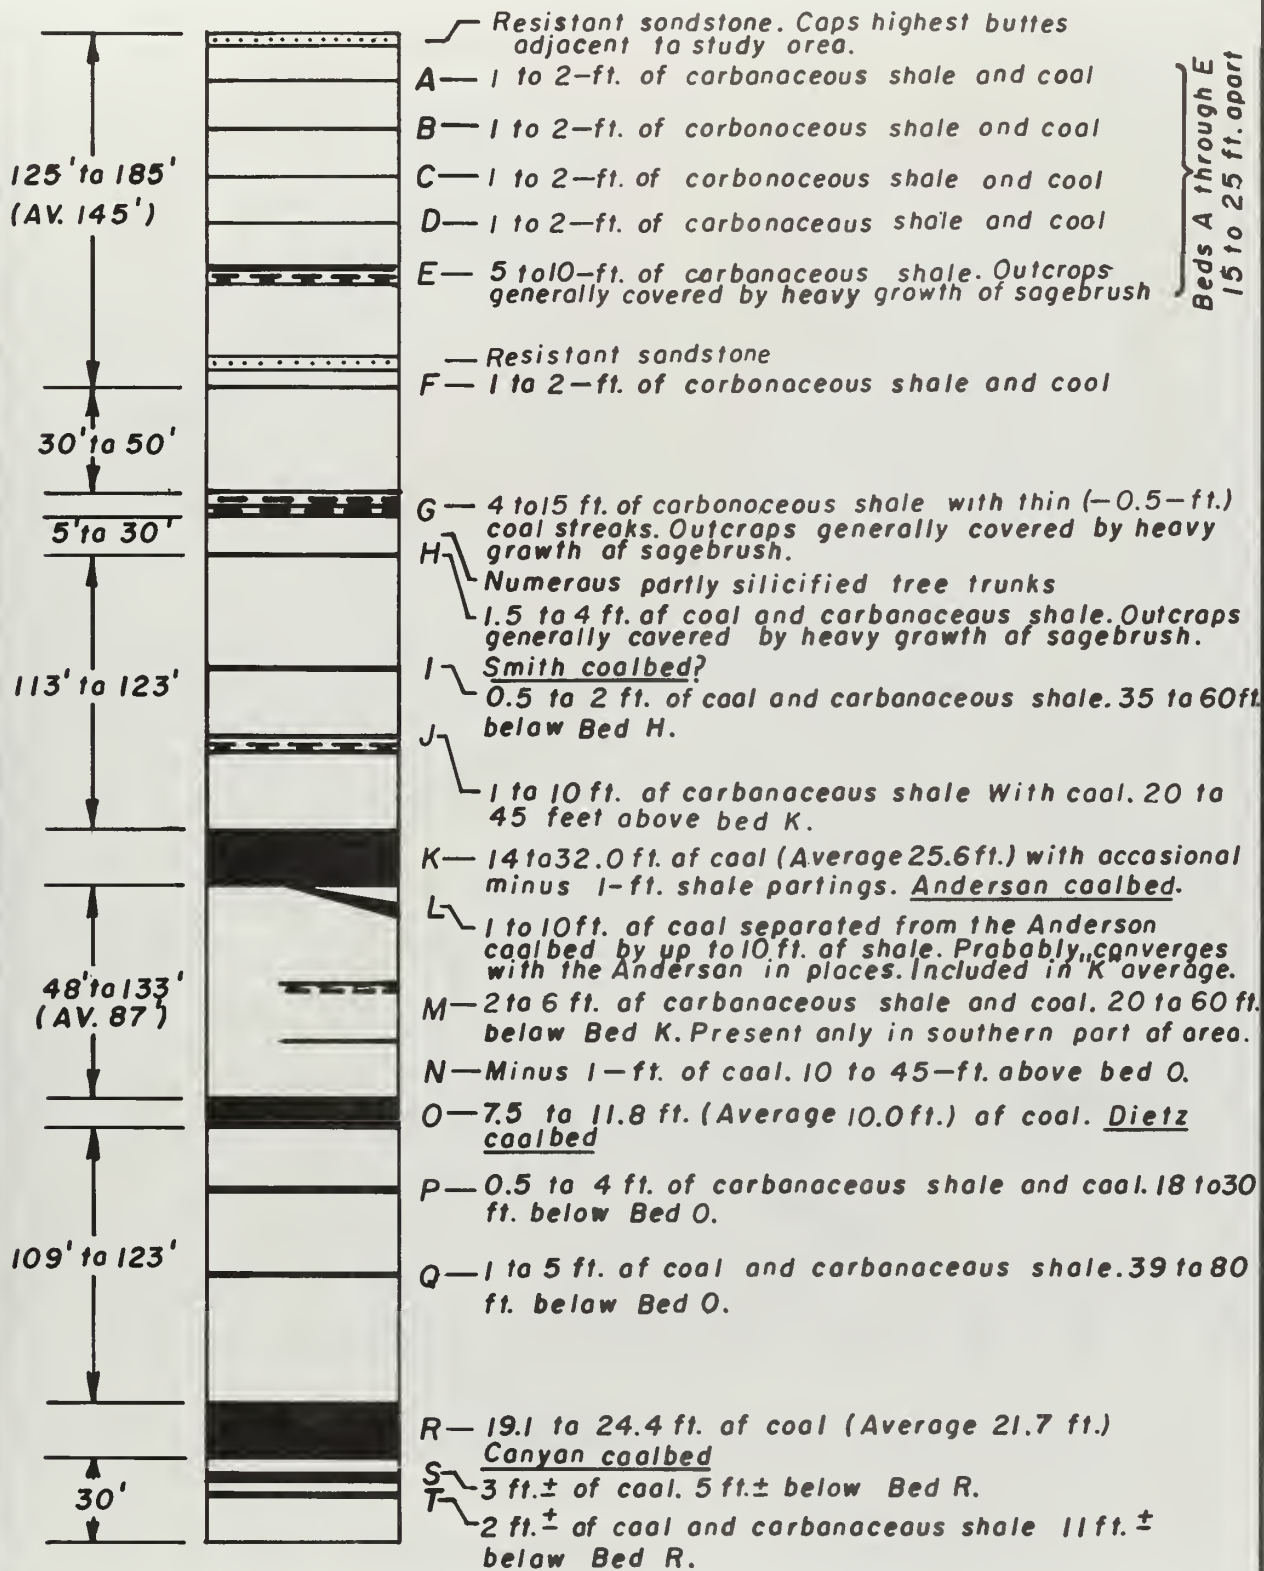 Resistant sandstone. Caps highest buttes
adjacent to study area.
A— 1 to 2-ft. of carbonaceous shale and coal
B— 1 to 2-ft. of carbonaceous shale and coal
C— 1 to 2-ft. of carbonaceous shale and coal
D— 1 to 2-ft. of carbonaceous shale and coal
E— 5 to 10-ft. of carbonaceous shale. Outcrops
generally covered by heavy growth of sagebrush
Beds A through E
15 to 25 ft. apart
125' to 185'
(AV. 145')
—Resistant sandstone
F— 1 to 2-ft. of carbonaceous shale and coal
30' to 50'
G— 4 to 15 ft. of carbonaceous shale with thin (-0.5-ft.)
coal streaks. Outcrops generally covered by heavy
growth of sagebrush.
5' to 30'
Numerous partly silicified tree trunks
H 1.5 to 4 ft. of coal and carbonaceous shale. Outcrops
generally covered by heavy growth of sagebrush.
113' to 123'
I Smith coalbed?
0.5 to 2 ft. of coal and carbonaceous shale. 35 to 60 ft.
below Bed H.
J 1 to 10 ft. of carbonaceous shale With coal. 20 to
45 feet above bed K.
K— 14 to 32.0 ft. of coal (Average 25.6 ft.) with occasional
minus 1-ft. shale partings. Anderson coalbed.
L 1 to 10 ft. of coal separated from the Anderson
coalbed by up to 10 ft. of shale. Probably converges
with the Anderson in places. Included in "K" average.
48' to 133'
(AV. 87')
M— 2 to 6 ft. of carbonaceous shale and coal. 20 to 60 ft.
below Bed K. Present only in southern part of area.
N— Minus 1-ft. of coal. 10 to 45-ft. above bed O.
O— 7.5 to 11.8 ft. (Average 10.0 ft.) of coal. Dietz
coalbed
P— 0.5 to 4 ft. of carbonaceous shale and coal. 18 to 30
ft. below Bed O.
109' to 123'
Q— 1 to 5 ft. of coal and carbonaceous shale. 39 to 80
ft. below Bed O.
R— 19.1 to 24.4 ft. of coal (Average 21.7 ft.)
Canyon coalbed
30'
S 3 ft.± of coal. 5 ft.± below Bed R.
T 2 ft.± of coal and carbonaceous shale 11 ft.±
below Bed R.